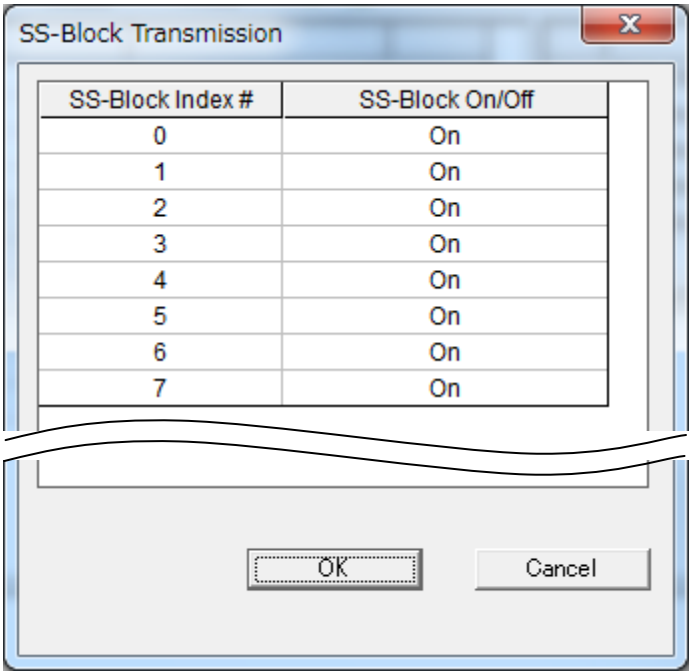 SS-Block Transmission
SS-Block Index # SS-Block On/Off
0 On
1 On
2 On
3 On
4 On
5 On
6 On
7 On
OK Cancel